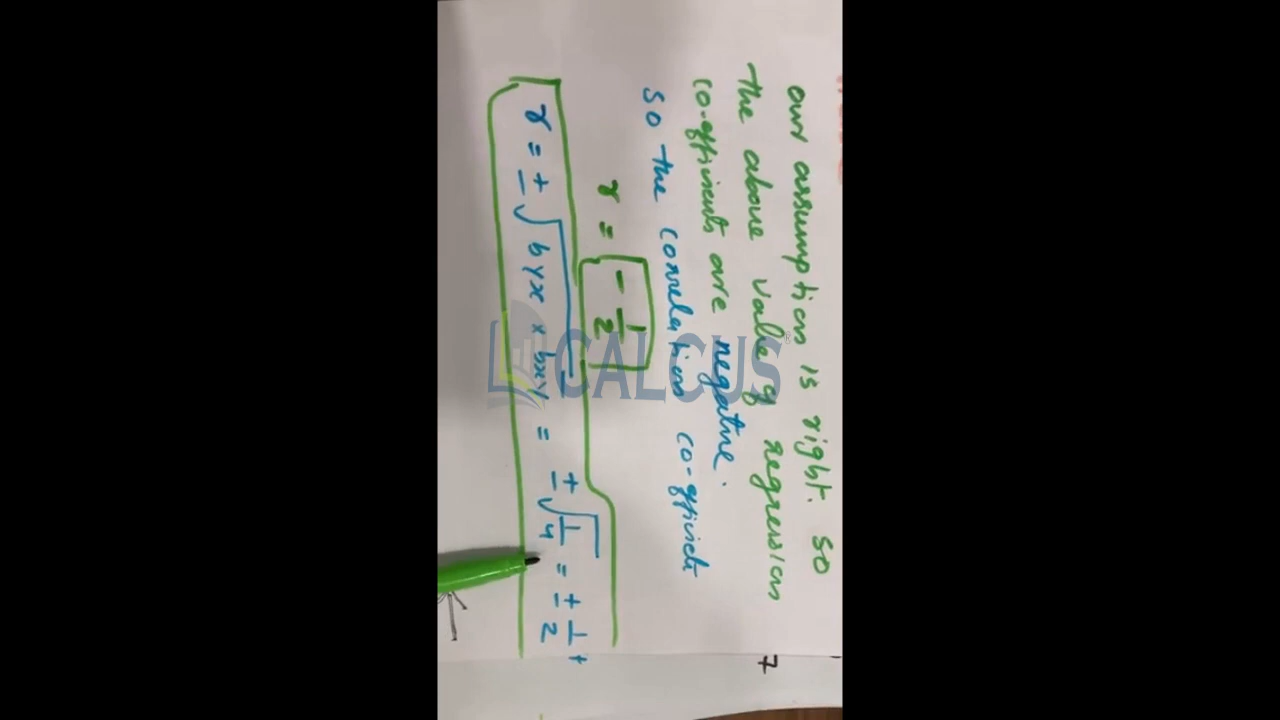 our assumption is right. so
the above value of regression
co-efficients are negative.
so the correlation co-efficient
r = - 1/2
r = ± √byx × bxy = ± √1/4 = ± 1/2
7
CALCUS®